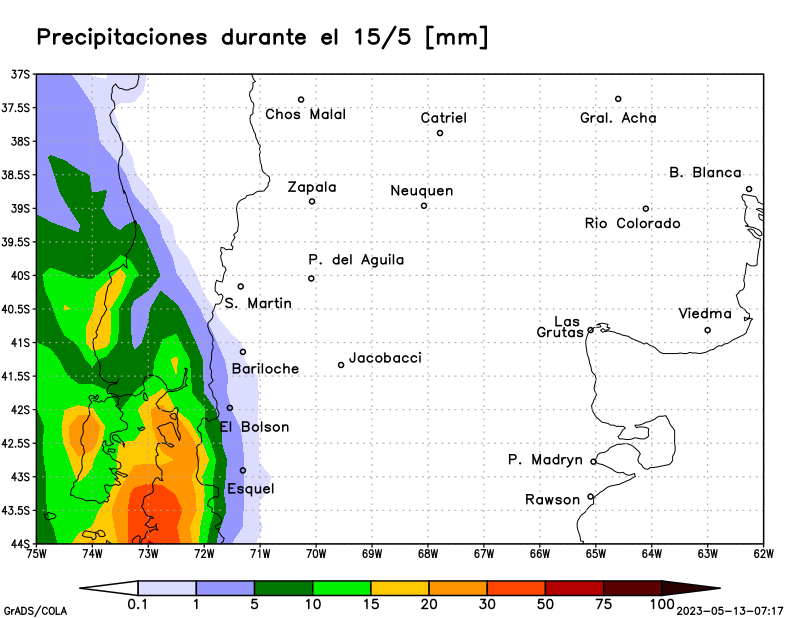 Precipitaciones durante el 15/5 [mm]
37S
37.5S
38S
38.5S
39S
39.5S
40S
40.5S
41S
41.5S
42S
42.5S
43S
43.5S
44S
Chos Malal
Catriel
Gral. Acha
B. Blanca
Zapala
Neuquen
Rio Colorado
P. del Aguila
S. Martin
Las
Grutas
Viedma
Bariloche
Jacobacci
El Bolson
P. Madryn
Esquel
Rawson
75W 74W 73W 72W 71W 70W 69W 68W 67W 66W 65W 64W 63W 62W
0.1 1 5 10 15 20 30 50 75 100
GrADS/COLA
2023-05-13-07:17